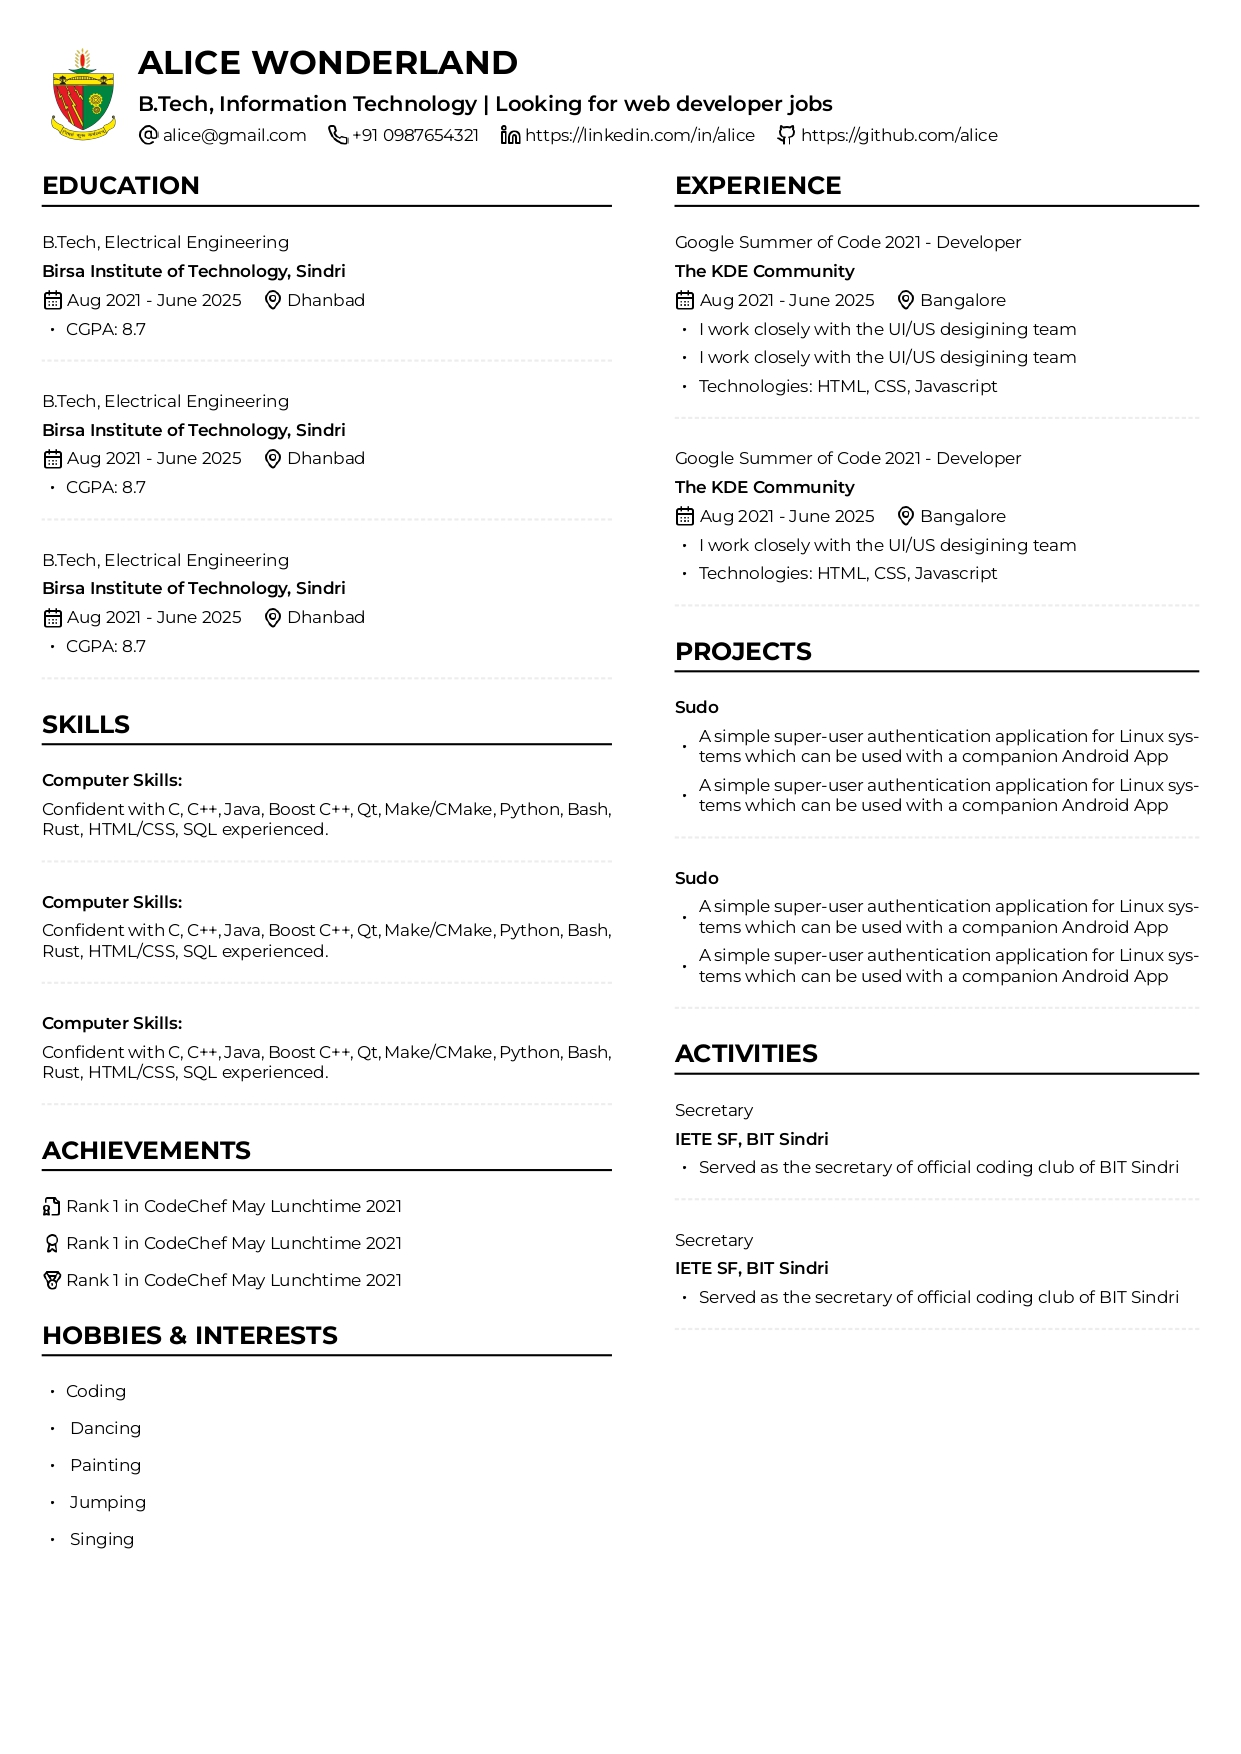 ALICE WONDERLAND
B.Tech, Information Technology | Looking for web developer jobs
alice@gmail.com +91 0987654321 https://linkedin.com/in/alice https://github.com/alice
EDUCATION
B.Tech, Electrical Engineering
Birsa Institute of Technology, Sindri
Aug 2021 - June 2025 Dhanbad
• CGPA: 8.7
B.Tech, Electrical Engineering
Birsa Institute of Technology, Sindri
Aug 2021 - June 2025 Dhanbad
• CGPA: 8.7
B.Tech, Electrical Engineering
Birsa Institute of Technology, Sindri
Aug 2021 - June 2025 Dhanbad
• CGPA: 8.7
SKILLS
Computer Skills:
Confident with C, C++, Java, Boost C++, Qt, Make/CMake, Python, Bash,
Rust, HTML/CSS, SQL experienced.
Computer Skills:
Confident with C, C++, Java, Boost C++, Qt, Make/CMake, Python, Bash,
Rust, HTML/CSS, SQL experienced.
Computer Skills:
Confident with C, C++, Java, Boost C++, Qt, Make/CMake, Python, Bash,
Rust, HTML/CSS, SQL experienced.
ACHIEVEMENTS
Rank 1 in CodeChef May Lunchtime 2021
Rank 1 in CodeChef May Lunchtime 2021
Rank 1 in CodeChef May Lunchtime 2021
HOBBIES & INTERESTS
• Coding
• Dancing
• Painting
• Jumping
• Singing
EXPERIENCE
Google Summer of Code 2021 - Developer
The KDE Community
Aug 2021 - June 2025 Bangalore
• I work closely with the UI/US desigining team
• I work closely with the UI/US desigining team
• Technologies: HTML, CSS, Javascript
Google Summer of Code 2021 - Developer
The KDE Community
Aug 2021 - June 2025 Bangalore
• I work closely with the UI/US desigining team
• Technologies: HTML, CSS, Javascript
PROJECTS
Sudo
• A simple super-user authentication application for Linux sys-
tems which can be used with a companion Android App
• A simple super-user authentication application for Linux sys-
tems which can be used with a companion Android App
Sudo
• A simple super-user authentication application for Linux sys-
tems which can be used with a companion Android App
• A simple super-user authentication application for Linux sys-
tems which can be used with a companion Android App
ACTIVITIES
Secretary
IETE SF, BIT Sindri
• Served as the secretary of official coding club of BIT Sindri
Secretary
IETE SF, BIT Sindri
• Served as the secretary of official coding club of BIT Sindri